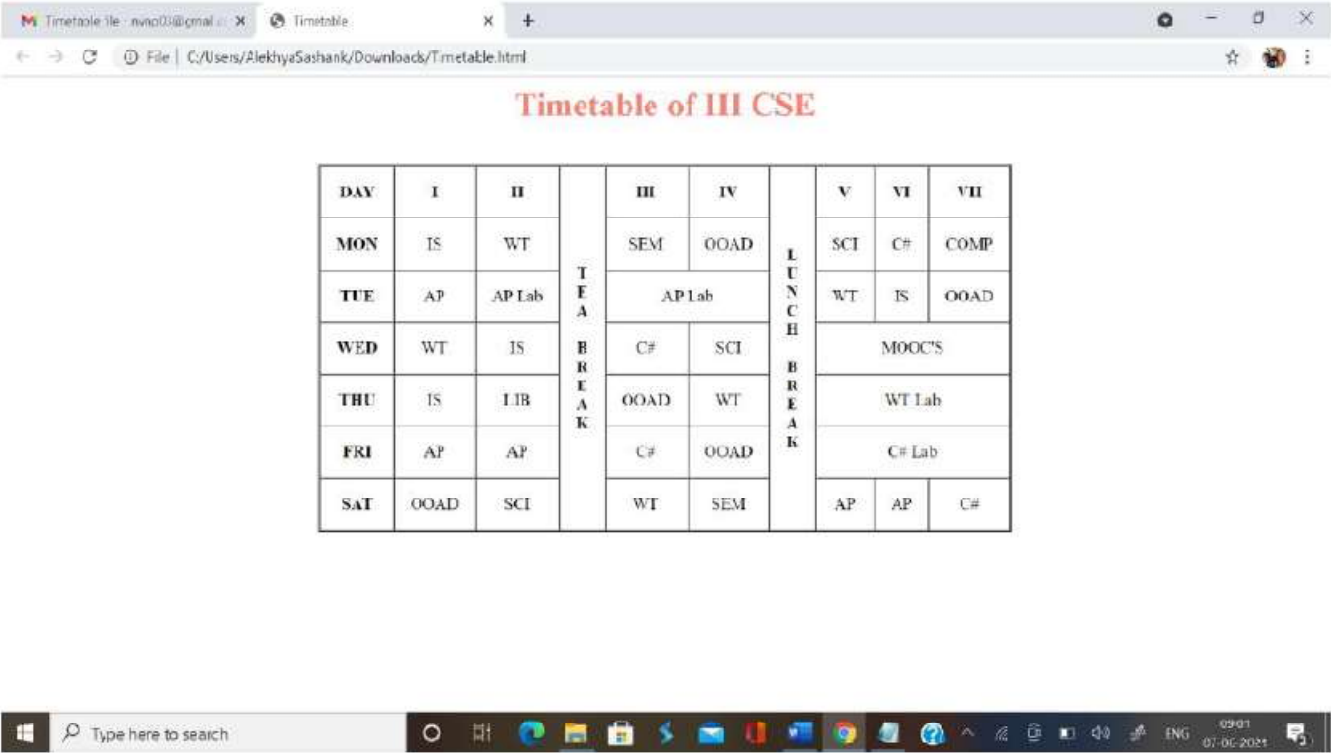 Timetable
File | C:/Users/AlekhyaSashank/Downloads/Timetable.html
Timetable of III CSE
DAY I II III IV V VI VII
MON IS WT SEM OOAD SCI C# COMP
TUE AP AP Lab AP Lab WT IS OOAD
WED WT IS C# SCI MOOC'S
THU IS LIB OOAD WT WT Lab
FRI AP AP C# OOAD C# Lab
SAT OOAD SCI WT SEM AP AP C#
TEA BREAK
LUNCH BREAK
Type here to search
ENG
09:01